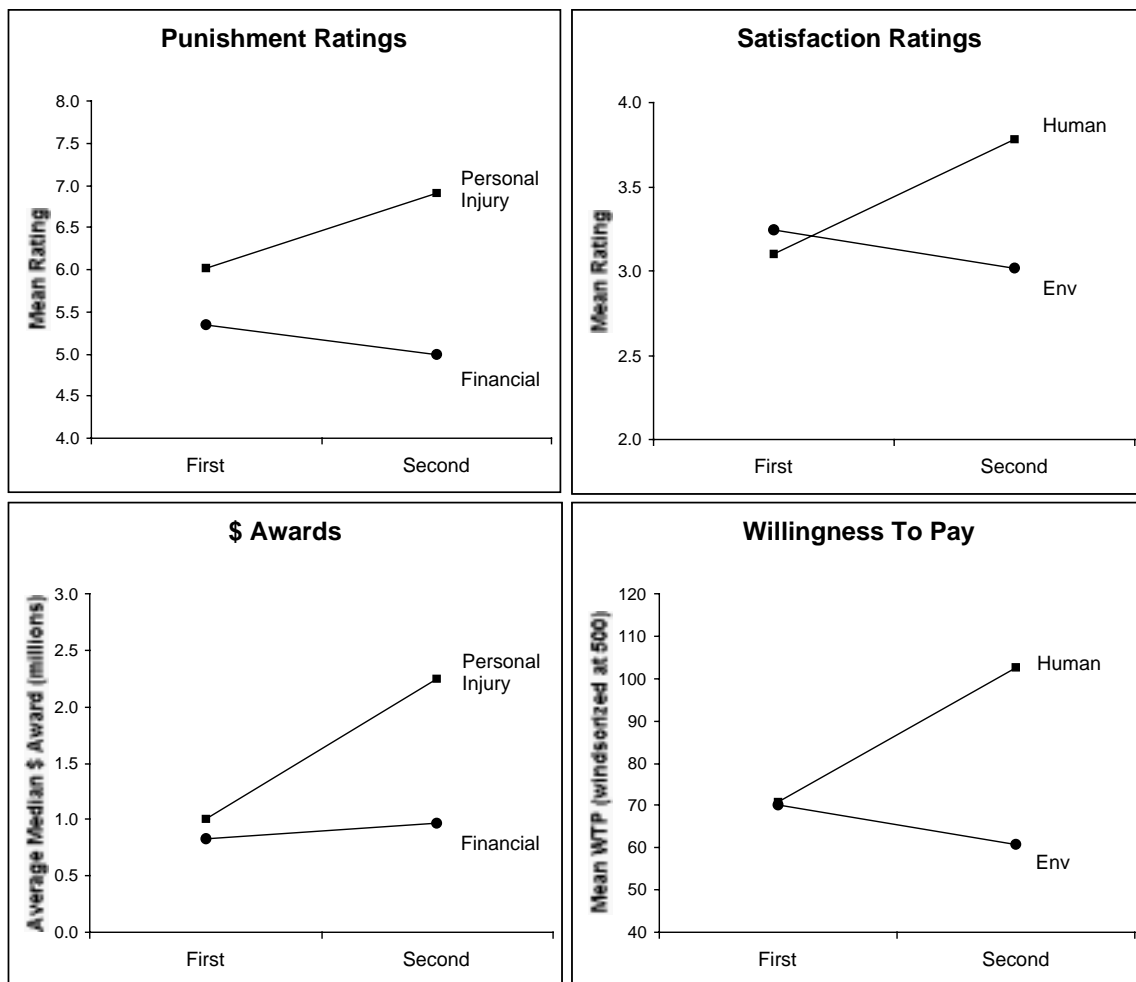 Punishment Ratings
Mean Rating
8.0
7.5
7.0
6.5
6.0
5.5
5.0
4.5
4.0
Personal
Injury
Financial
First
Second
Satisfaction Ratings
Mean Rating
4.0
3.5
3.0
2.5
2.0
Human
Env
First
Second
$ Awards
Average Median $ Award (millions)
3.0
2.5
2.0
1.5
1.0
0.5
0.0
Personal
Injury
Financial
First
Second
Willingness To Pay
Mean WTP (windsorized at 500)
120
110
100
90
80
70
60
50
40
Human
Env
First
Second